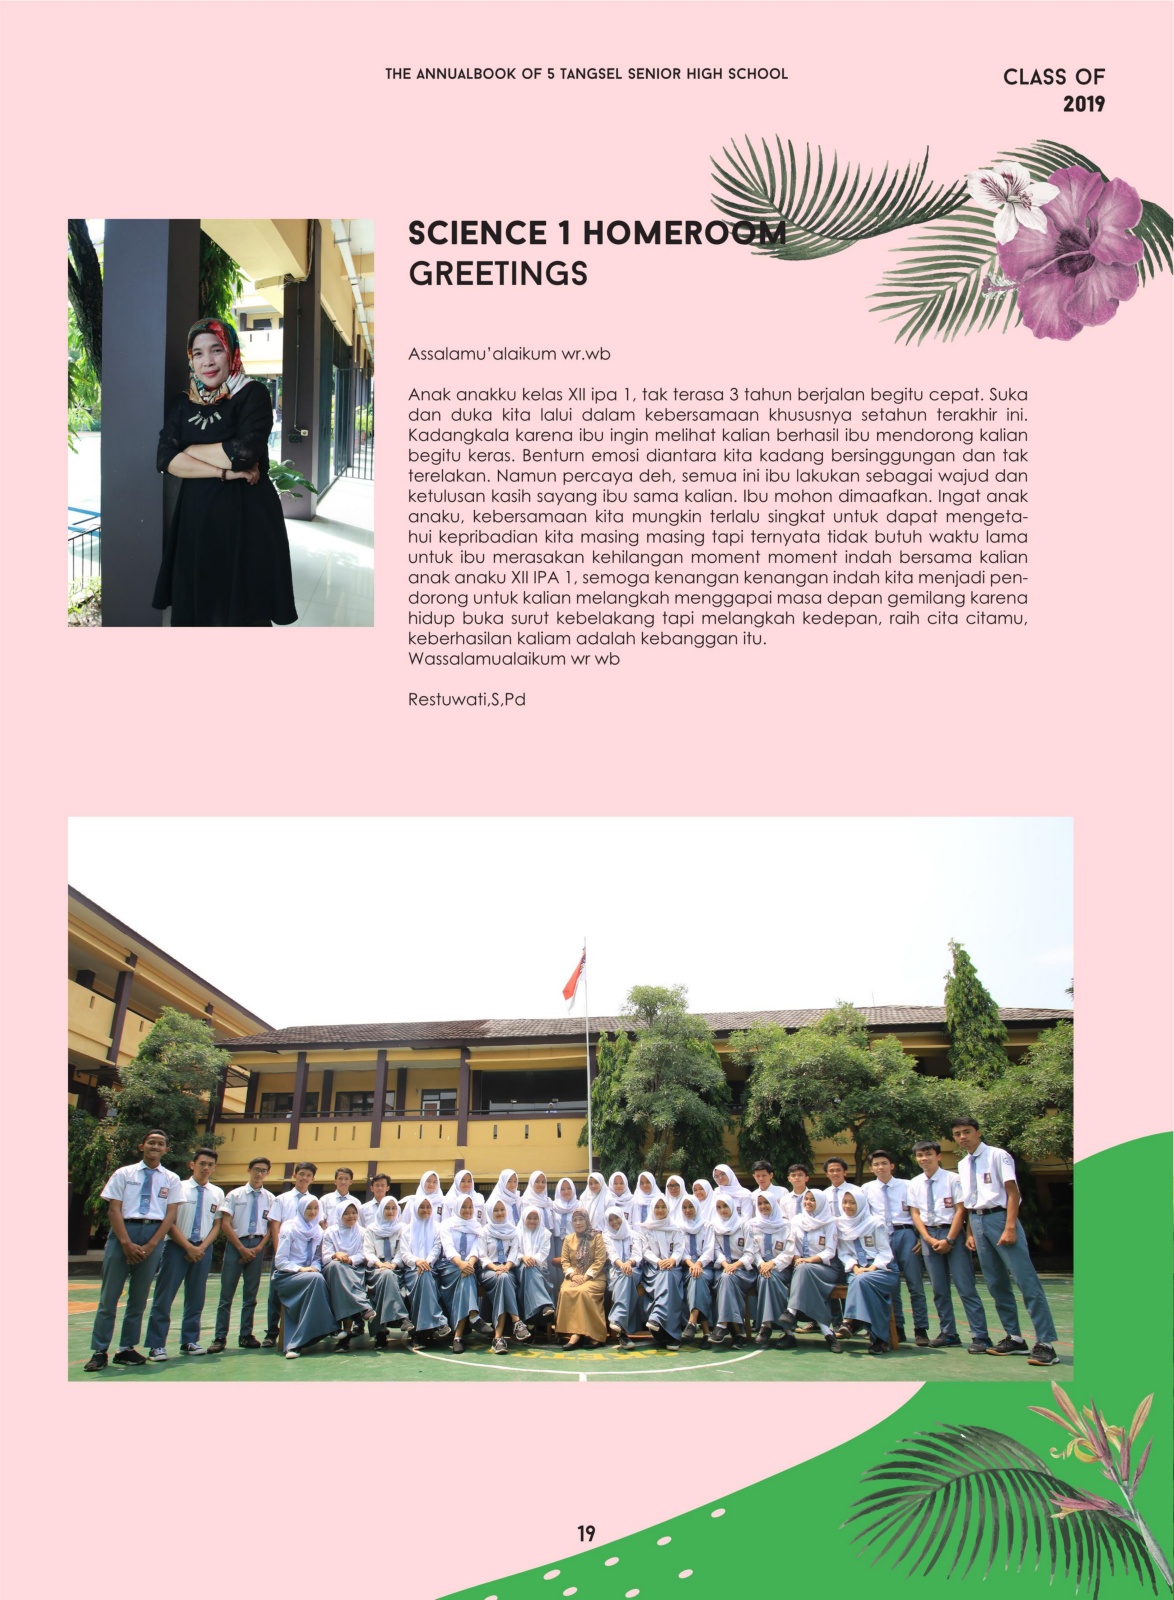 THE ANNUALBOOK OF 5 TANGSEL SENIOR HIGH SCHOOL
CLASS OF
2019
SCIENCE 1 HOMEROOM
GREETINGS
Assalamu'alaikum wr.wb
Anak anakku kelas XII ipa 1, tak terasa 3 tahun berjalan begitu cepat. Suka
dan duka kita lalui dalam kebersamaan khususnya setahun terakhir ini.
Kadangkala karena ibu ingin melihat kalian berhasil ibu mendorong kalian
begitu keras. Benturn emosi diantara kita kadang bersinggungan dan tak
terelakan. Namun percaya deh, semua ini ibu lakukan sebagai wajud dan
ketulusan kasih sayang ibu sama kalian. Ibu mohon dimaafkan. Ingat anak
anaku, kebersamaan kita mungkin terlalu singkat untuk dapat mengeta-
hui kepribadian kita masing masing tapi ternyata tidak butuh waktu lama
untuk ibu merasakan kehilangan moment moment indah bersama kalian
anak anaku XII IPA 1, semoga kenangan kenangan indah kita menjadi pen-
dorong untuk kalian melangkah menggapai masa depan gemilang karena
hidup buka surut kebelakang tapi melangkah kedepan, raih cita citamu,
keberhasilan kaliam adalah kebanggan itu.
Wassalamualaikum wr wb
Restuwati,S,Pd
19